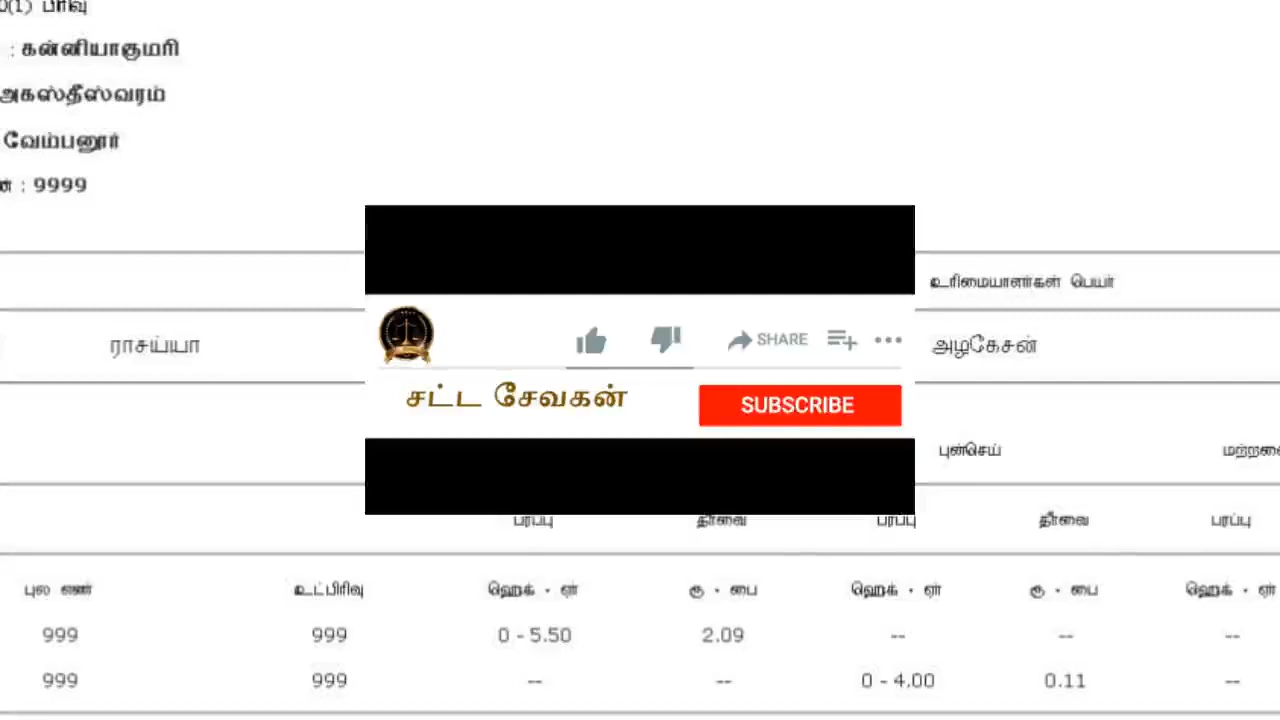 0(1) பிரிவு
: கன்னியாகுமரி
அகஸ்தீஸ்வரம்
வேம்பனூர்
ண் : 9999
உரிமையாளர்கள் பெயர்
ராசய்யா அழகேசன்
SHARE
சட்ட சேவகன் SUBSCRIBE
புன்செய்
பரப்பு தீர்வை பரப்பு தீர்வை பரப்பு
புல எண் உட்பிரிவு ஹெக் - ஏர் ரூ - பை ஹெக் - ஏர் ரூ - பை ஹெக் - ஏர்
999 999 0 - 5.50 2.09 -- -- --
999 999 -- -- 0 - 4.00 0.11 --